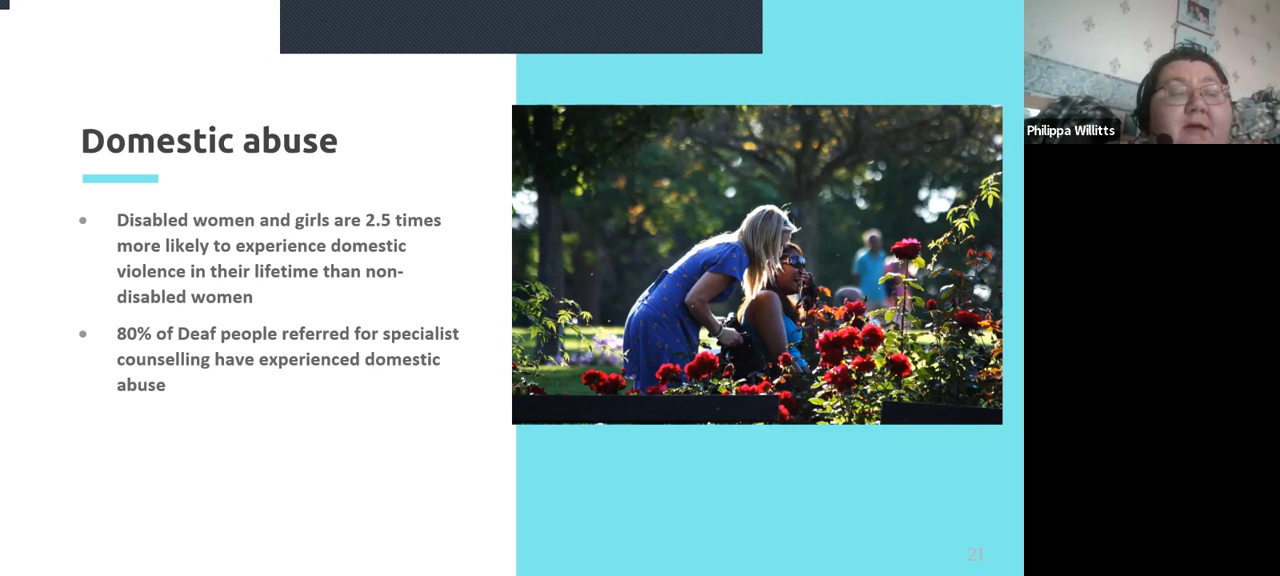 Domestic abuse
Disabled women and girls are 2.5 times
more likely to experience domestic
violence in their lifetime than non-
disabled women
80% of Deaf people referred for specialist
counselling have experienced domestic
abuse
21
Philippa Willitts